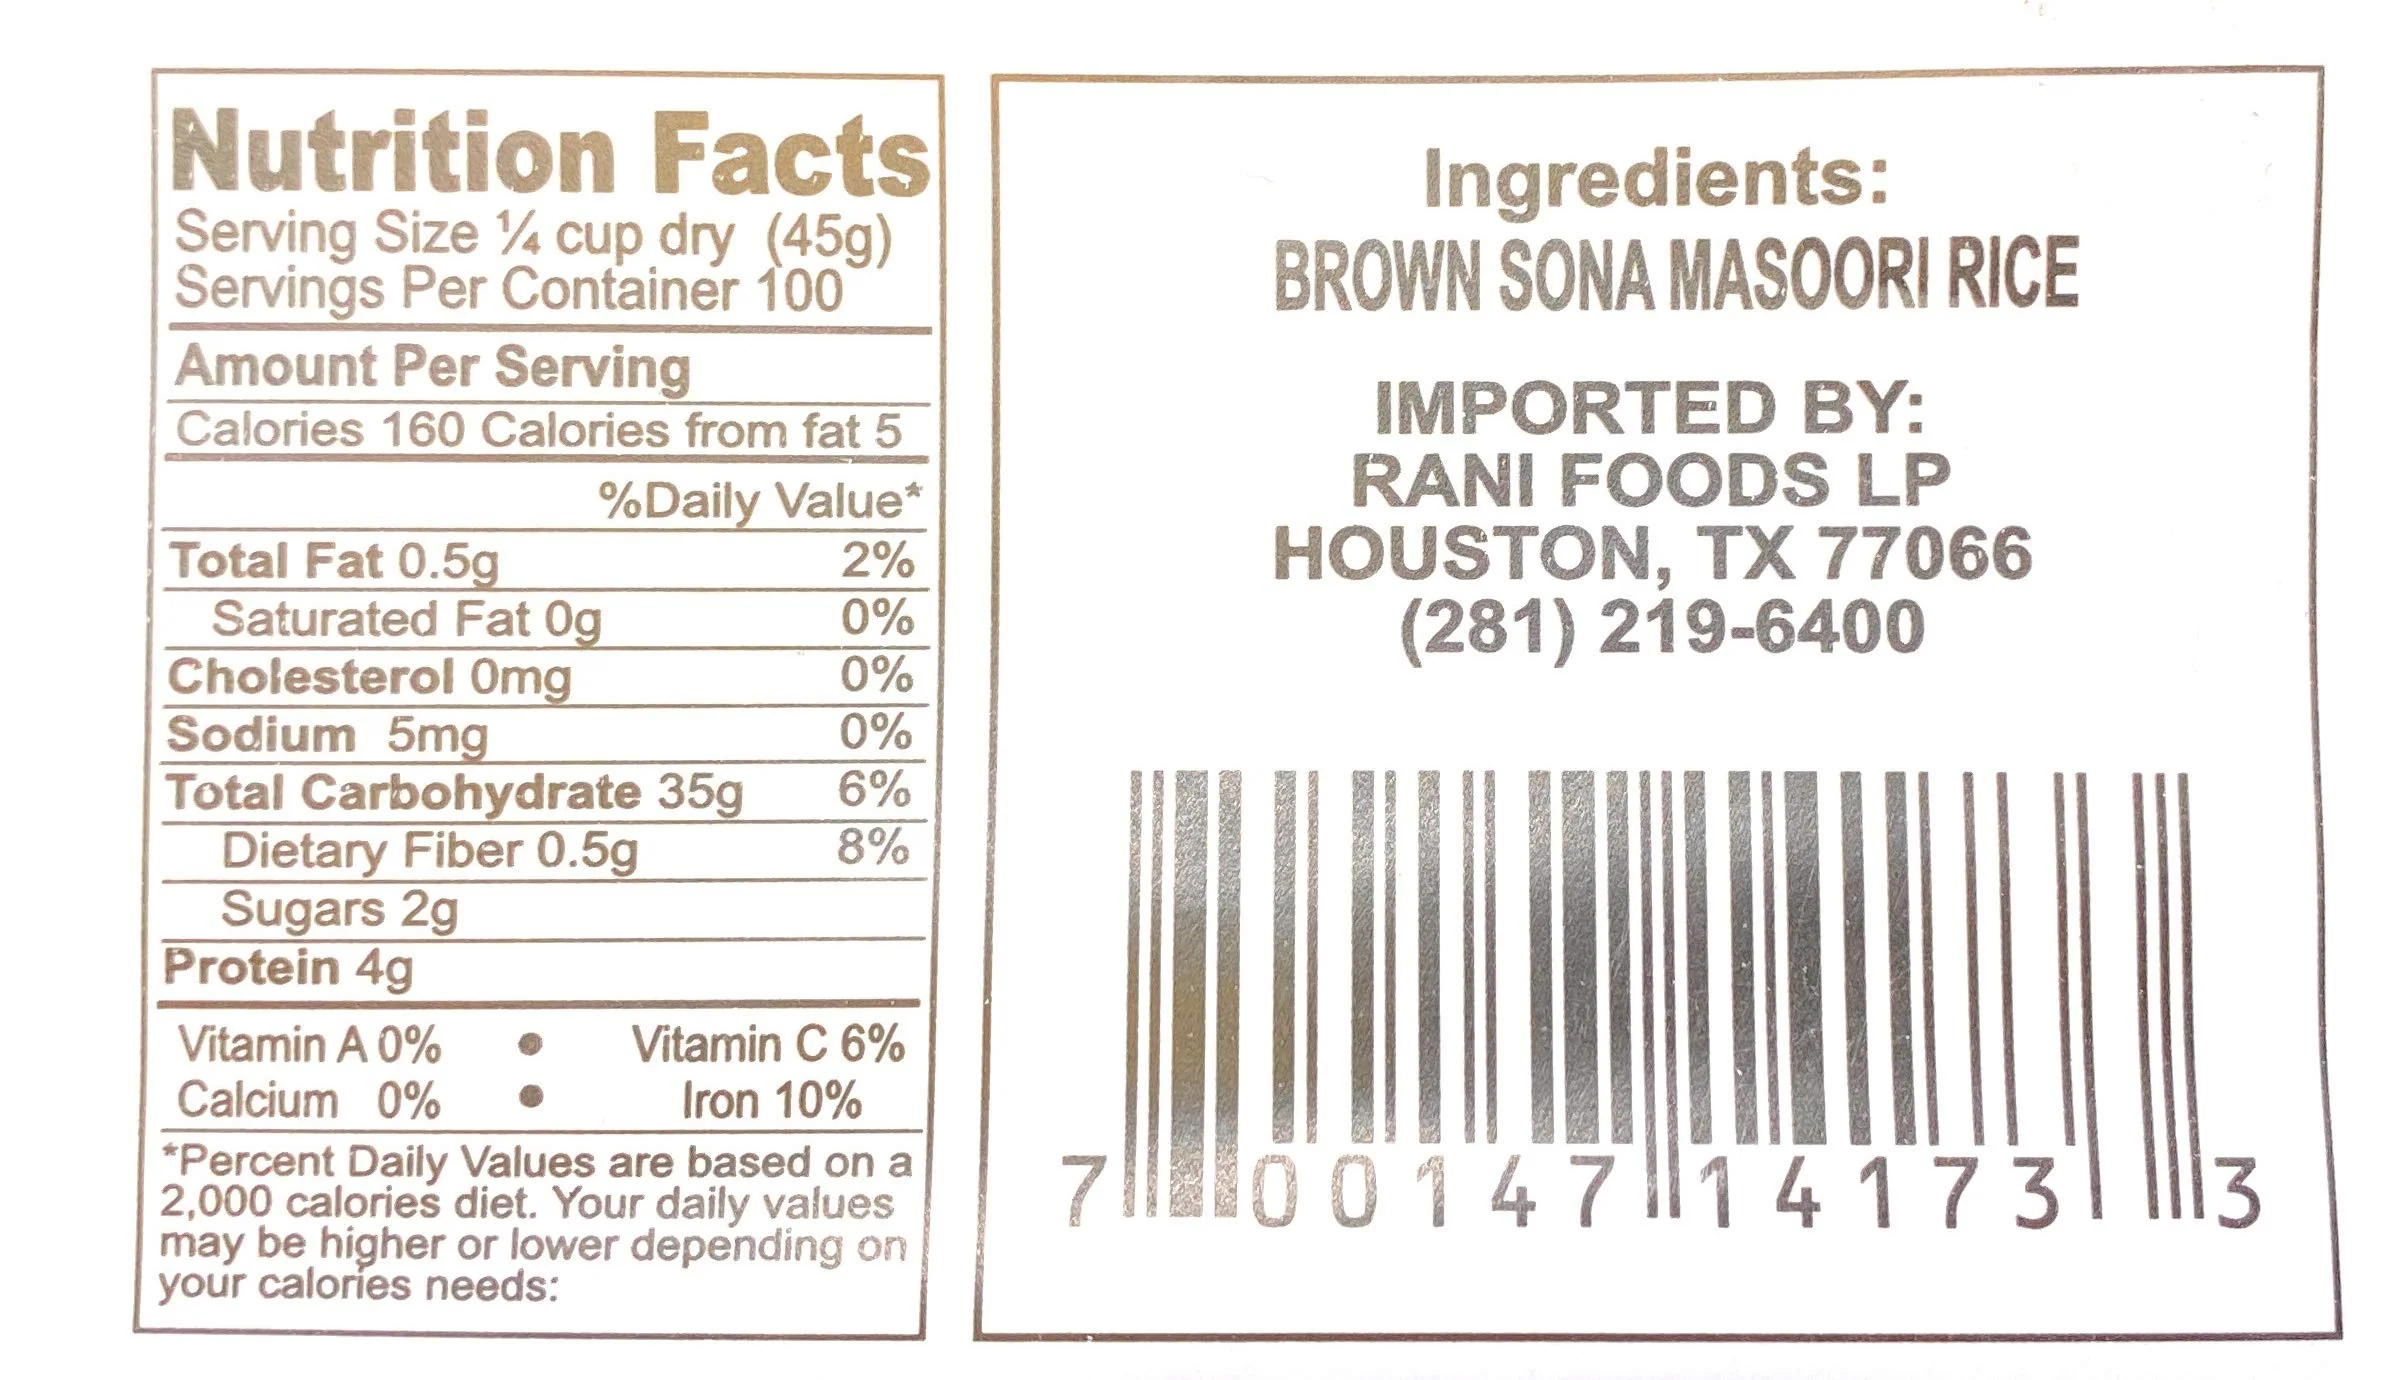 Nutrition Facts
Serving Size ¼ cup dry (45g)
Servings Per Container 100
Amount Per Serving
Calories 160 Calories from fat 5
%Daily Value*
Total Fat 0.5g 2%
Saturated Fat 0g 0%
Cholesterol 0mg 0%
Sodium 5mg 0%
Total Carbohydrate 35g 6%
Dietary Fiber 0.5g 8%
Sugars 2g
Protein 4g
Vitamin A 0% • Vitamin C 6%
Calcium 0% • Iron 10%
*Percent Daily Values are based on a
2,000 calories diet. Your daily values
may be higher or lower depending on
your calories needs:
Ingredients:
BROWN SONA MASOORI RICE
IMPORTED BY:
RANI FOODS LP
HOUSTON, TX 77066
(281) 219-6400
7 00147 14173 3